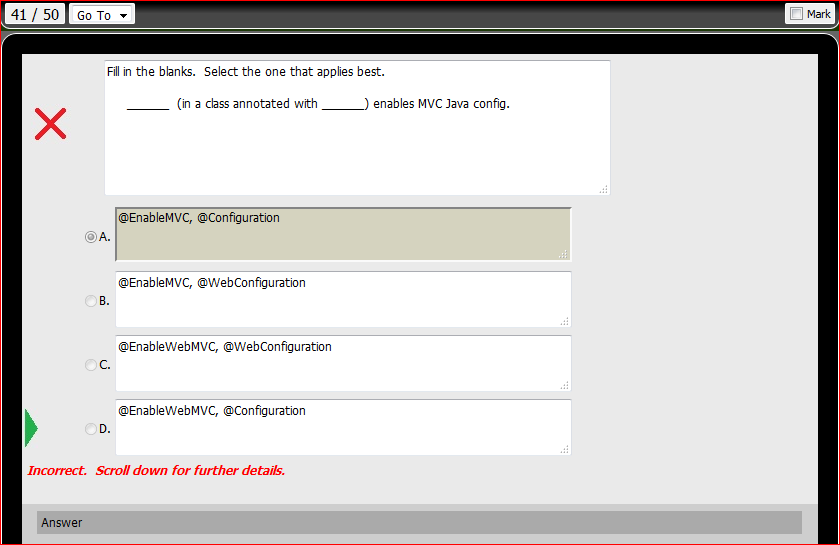 41 / 50 Go To Mark
Fill in the blanks. Select the one that applies best.
______ (in a class annotated with ______) enables MVC Java config.
A. @EnableMVC, @Configuration
B. @EnableMVC, @WebConfiguration
C. @EnableWebMVC, @WebConfiguration
D. @EnableWebMVC, @Configuration
Incorrect. Scroll down for further details.
Answer